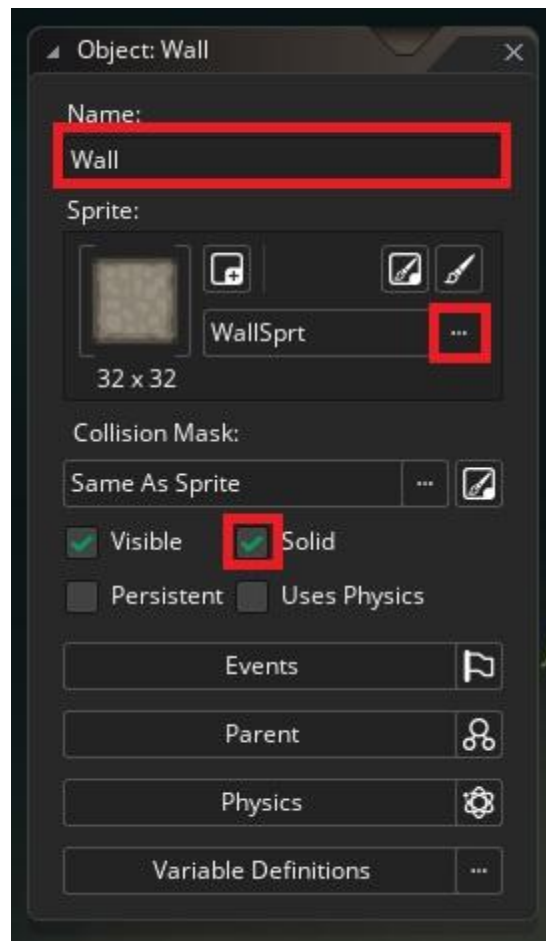 Object: Wall
Name:
Wall
Sprite:
WallSprt
32 x 32
Collision Mask:
Same As Sprite
Visible Solid
Persistent Uses Physics
Events
Parent
Physics
Variable Definitions